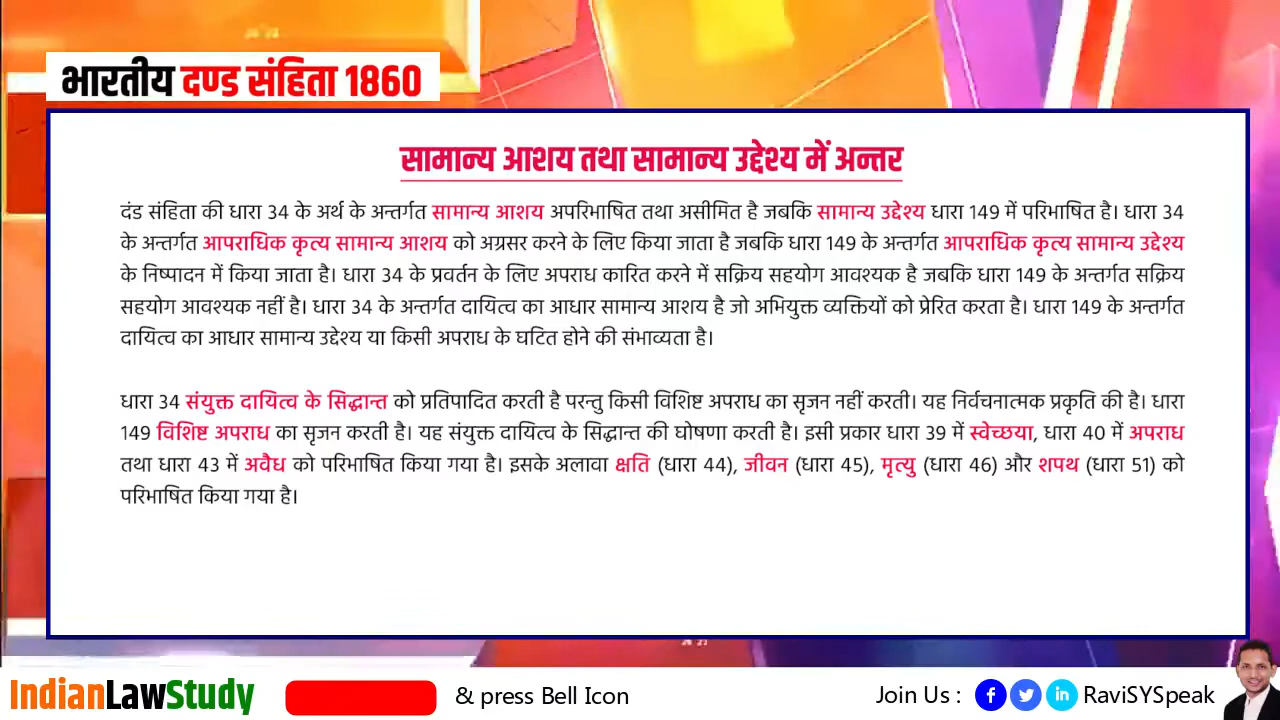 भारतीय दण्ड संहिता 1860
सामान्य आशय तथा सामान्य उद्देश्य में अन्तर
दंड संहिता की धारा 34 के अर्थ के अन्तर्गत सामान्य आशय अपरिभाषित तथा असीमित है जबकि सामान्य उद्देश्य धारा 149 में परिभाषित है। धारा 34
के अन्तर्गत आपराधिक कृत्य सामान्य आशय को अग्रसर करने के लिए किया जाता है जबकि धारा 149 के अन्तर्गत आपराधिक कृत्य सामान्य उद्देश्य
के निष्पादन में किया जाता है। धारा 34 के प्रवर्तन के लिए अपराध कारित करने में सक्रिय सहयोग आवश्यक है जबकि धारा 149 के अन्तर्गत सक्रिय
सहयोग आवश्यक नहीं है। धारा 34 के अन्तर्गत दायित्व का आधार सामान्य आशय है जो अभियुक्त व्यक्तियों को प्रेरित करता है। धारा 149 के अन्तर्गत
दायित्व का आधार सामान्य उद्देश्य या किसी अपराध के घटित होने की संभाव्यता है।
धारा 34 संयुक्त दायित्व के सिद्धान्त को प्रतिपादित करती है परन्तु किसी विशिष्ट अपराध का सृजन नहीं करती। यह निर्वचनात्मक प्रकृति की है। धारा
149 विशिष्ट अपराध का सृजन करती है। यह संयुक्त दायित्व के सिद्धान्त की घोषणा करती है। इसी प्रकार धारा 39 में स्वेच्छया, धारा 40 में अपराध
तथा धारा 43 में अवैध को परिभाषित किया गया है। इसके अलावा क्षति (धारा 44), जीवन (धारा 45), मृत्यु (धारा 46) और शपथ (धारा 51) को
परिभाषित किया गया है।
IndianLawStudy & press Bell Icon Join Us : RaviSYSpeak